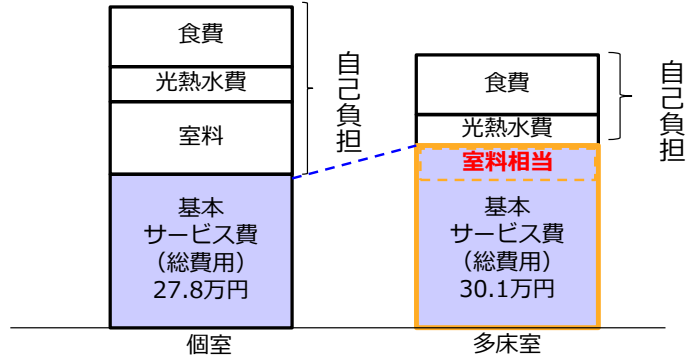 食費
光熱水費
室料
自己負担
基本
サービス費
（総費用）
27.8万円
個室
食費
光熱水費
自己負担
室料相当
基本
サービス費
（総費用）
30.1万円
多床室